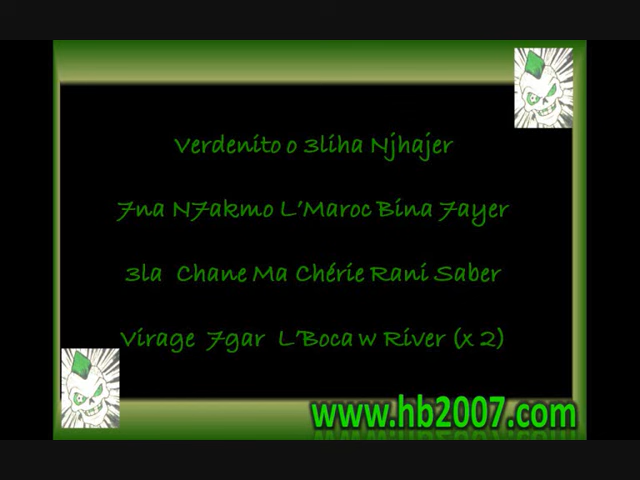 Verdenito o 3liha Njhajer
7na N7akmo L'Maroc Bina 7ayer
3la Chane Ma Chérie Rani Saber
Virage 7gar L'Boca w River (x 2)
www.hb2007.com